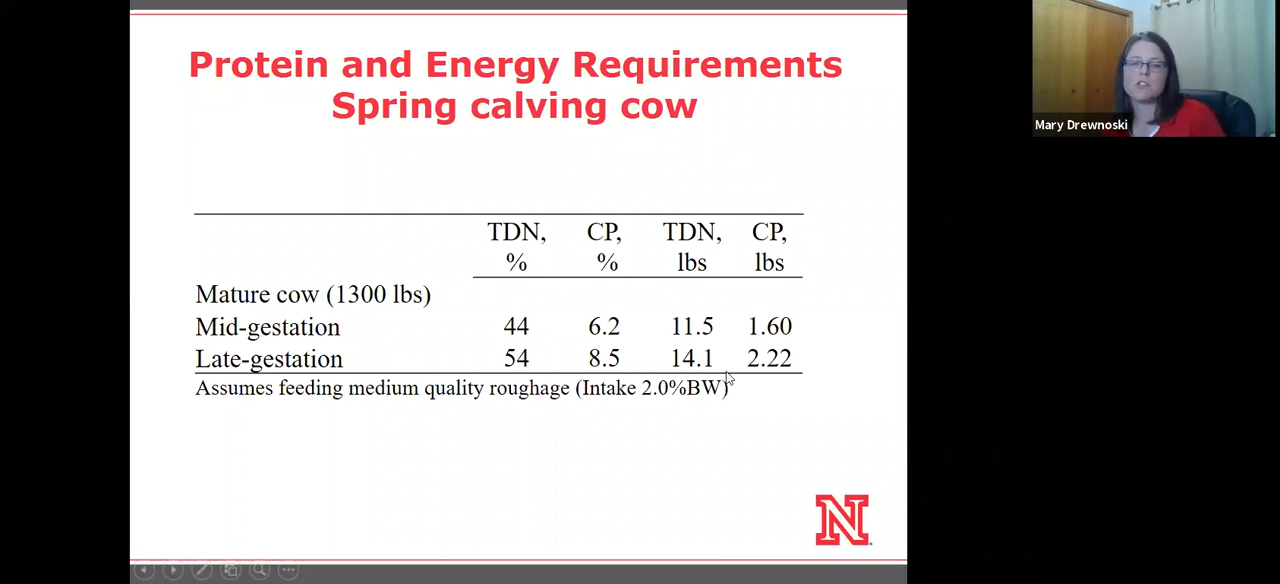 Protein and Energy Requirements
Spring calving cow
TDN, CP, TDN, CP,
% % lbs lbs
Mature cow (1300 lbs)
Mid-gestation 44 6.2 11.5 1.60
Late-gestation 54 8.5 14.1 2.22
Assumes feeding medium quality roughage (Intake 2.0%BW)
N
Mary Drewnoski